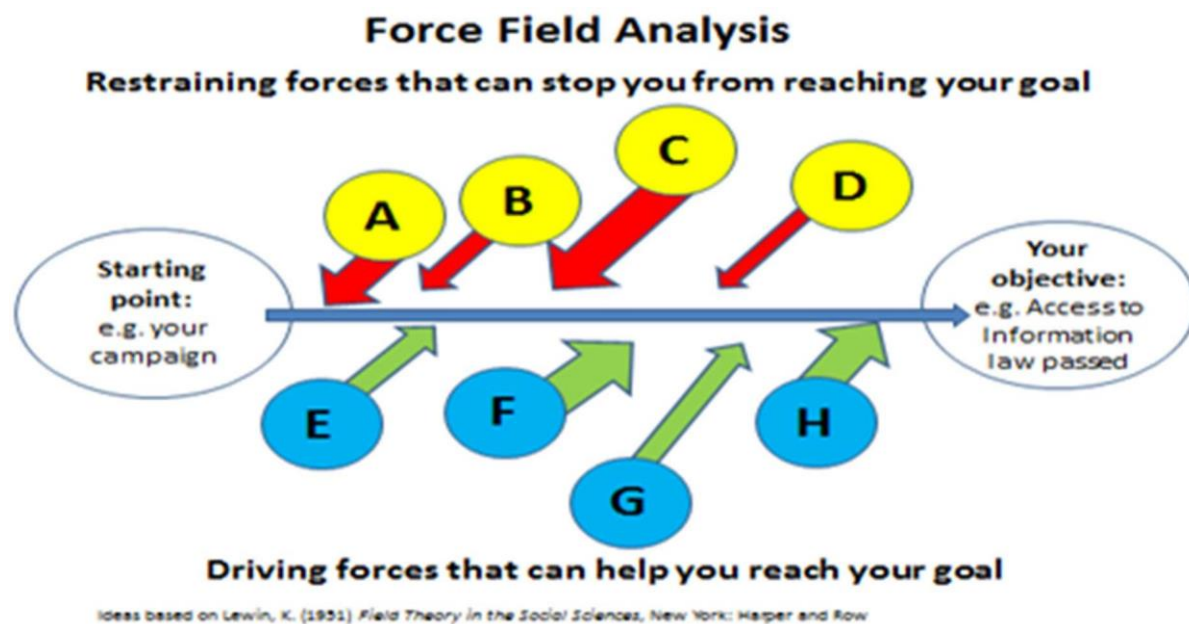 Force Field Analysis
Restraining forces that can stop you from reaching your goal
A
B
C
D
Starting
point:
e.g. your
campaign
Your
objective:
e.g. Access to
Information
law passed
E
F
G
H
Driving forces that can help you reach your goal
Ideas based on Lewin, K. (1951) Field Theory in the Social Sciences, New York: Harper and Row